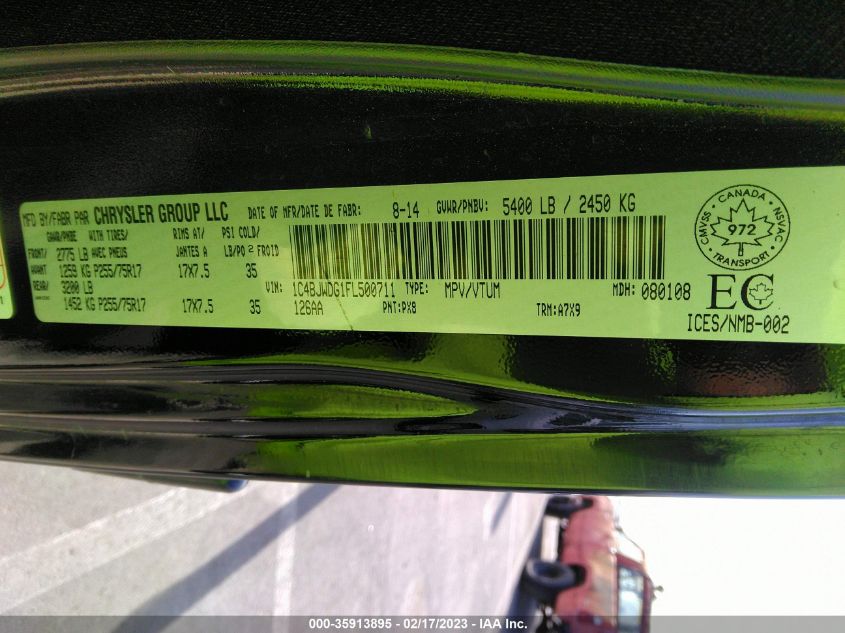 MFD BY/FABR PAR CHRYSLER GROUP LLC DATE OF MFR/DATE DE FABR: 8-14 GVWR/PNBV: 5400 LB / 2450 KG
GAWR/PNBE WITH TIRES/ RIMS AT/ PSI COLD/
FRONT/ 2775 LB AVEC PNEUS JANTES A LB/PO 2 FROID
AVANT 1259 KG P255/75R17 17X7.5 35
3200 LB
1452 KG P255/75R17 17X7.5 35
VIN: 1C4BJWDG1FL500711 TYPE: MPV/VTUM MDH: 080108
126AA PNT:PX8 TRM:A7X9
CMVSS CANADA NSVAC
972
TRANSPORT
EC
ICES/NMB-002
000-35913895 - 02/17/2023 - IAA Inc.